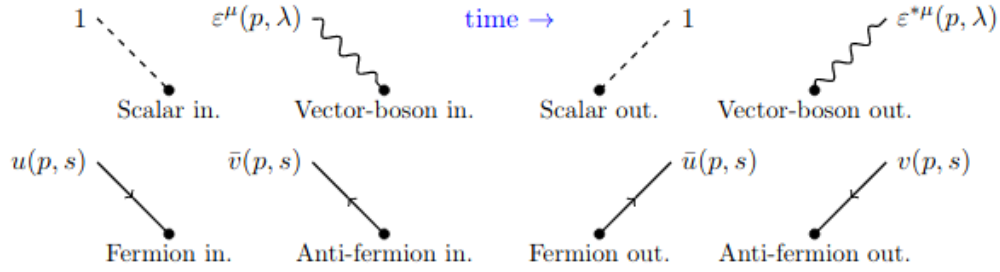 1 ε^μ(p, λ) time → 1 ε^{*μ}(p, λ)
Scalar in. Vector-boson in. Scalar out. Vector-boson out.
u(p, s) v̄(p, s) ū(p, s) v(p, s)
Fermion in. Anti-fermion in. Fermion out. Anti-fermion out.